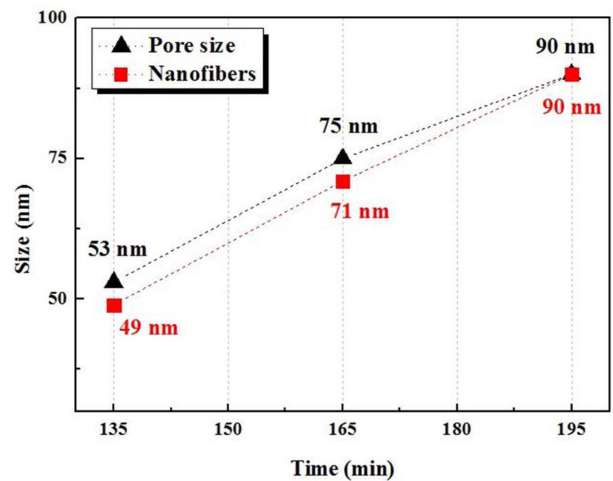 100
Pore size
Nanofibers
90 nm
90 nm
75 nm
75
71 nm
53 nm
50
49 nm
Size (nm)
135
150
165
180
195
Time (min)